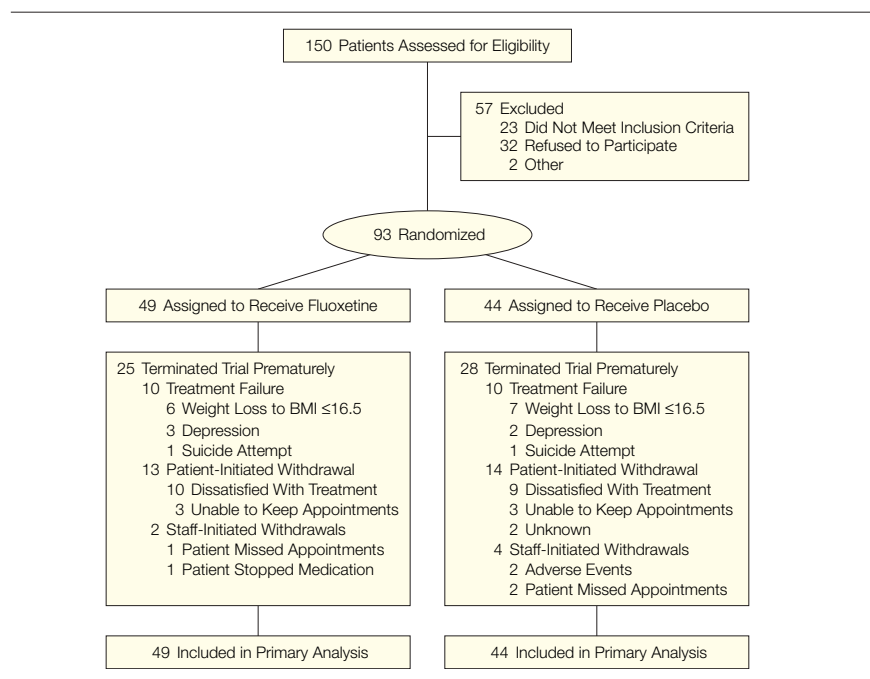 150 Patients Assessed for Eligibility
57 Excluded
23 Did Not Meet Inclusion Criteria
32 Refused to Participate
2 Other
93 Randomized
49 Assigned to Receive Fluoxetine
44 Assigned to Receive Placebo
25 Terminated Trial Prematurely
10 Treatment Failure
6 Weight Loss to BMI ≤16.5
3 Depression
1 Suicide Attempt
13 Patient-Initiated Withdrawal
10 Dissatisfied With Treatment
3 Unable to Keep Appointments
2 Staff-Initiated Withdrawals
1 Patient Missed Appointments
1 Patient Stopped Medication
28 Terminated Trial Prematurely
10 Treatment Failure
7 Weight Loss to BMI ≤16.5
2 Depression
1 Suicide Attempt
14 Patient-Initiated Withdrawal
9 Dissatisfied With Treatment
3 Unable to Keep Appointments
2 Unknown
4 Staff-Initiated Withdrawals
2 Adverse Events
2 Patient Missed Appointments
49 Included in Primary Analysis
44 Included in Primary Analysis